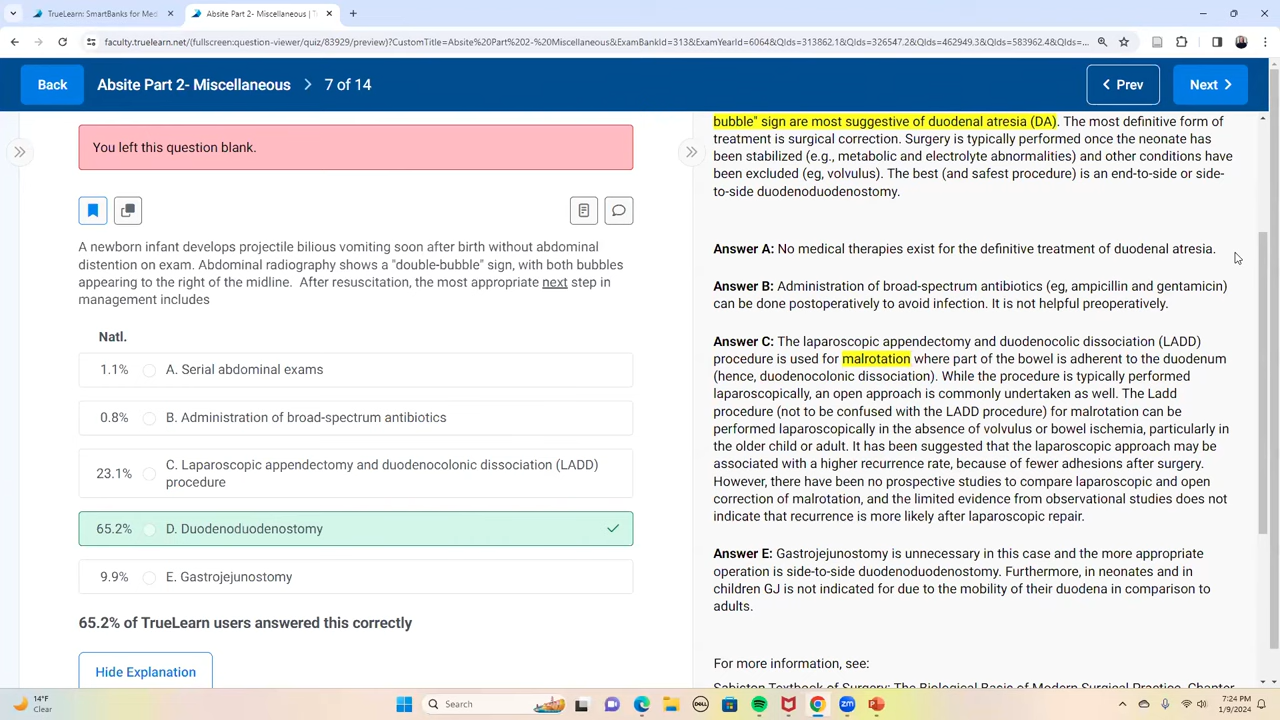 TrueLearn: SmartBanks for Med
Absite Part 2- Miscellaneous | T
faculty.truelearn.net/(fullscreen:question-viewer/quiz/83929/preview)?CustomTitle=Absite%20Part%202-%20Miscellaneous&ExamBankId=313&ExamYearId=6064&QIds=313862.1&QIds=326547.2&QIds=462949.3&QIds=583962.4&QIds=...
Back
Absite Part 2- Miscellaneous > 7 of 14
Prev
Next
You left this question blank.
A newborn infant develops projectile bilious vomiting soon after birth without abdominal
distention on exam. Abdominal radiography shows a "double-bubble" sign, with both bubbles
appearing to the right of the midline. After resuscitation, the most appropriate next step in
management includes
Natl.
1.1% A. Serial abdominal exams
0.8% B. Administration of broad-spectrum antibiotics
23.1% C. Laparoscopic appendectomy and duodenocolonic dissociation (LADD)
procedure
65.2% D. Duodenoduodenostomy
9.9% E. Gastrojejunostomy
65.2% of TrueLearn users answered this correctly
Hide Explanation
bubble" sign are most suggestive of duodenal atresia (DA). The most definitive form of
treatment is surgical correction. Surgery is typically performed once the neonate has
been stabilized (e.g., metabolic and electrolyte abnormalities) and other conditions have
been excluded (eg, volvulus). The best (and safest procedure) is an end-to-side or side-
to-side duodenoduodenostomy.
Answer A: No medical therapies exist for the definitive treatment of duodenal atresia.
Answer B: Administration of broad-spectrum antibiotics (eg, ampicillin and gentamicin)
can be done postoperatively to avoid infection. It is not helpful preoperatively.
Answer C: The laparoscopic appendectomy and duodenocolic dissociation (LADD)
procedure is used for malrotation where part of the bowel is adherent to the duodenum
(hence, duodenocolonic dissociation). While the procedure is typically performed
laparoscopically, an open approach is commonly undertaken as well. The Ladd
procedure (not to be confused with the LADD procedure) for malrotation can be
performed laparoscopically in the absence of volvulus or bowel ischemia, particularly in
the older child or adult. It has been suggested that the laparoscopic approach may be
associated with a higher recurrence rate, because of fewer adhesions after surgery.
However, there have been no prospective studies to compare laparoscopic and open
correction of malrotation, and the limited evidence from observational studies does not
indicate that recurrence is more likely after laparoscopic repair.
Answer E: Gastrojejunostomy is unnecessary in this case and the more appropriate
operation is side-to-side duodenoduodenostomy. Furthermore, in neonates and in
children GJ is not indicated for due to the mobility of their duodena in comparison to
adults.
For more information, see:
Sabiston Textbook of Surgery: The Biological Basis of Modern Surgical Practice, Chapter
14°F
Clear
Search
DELL
zm
7:24 PM
1/9/2024